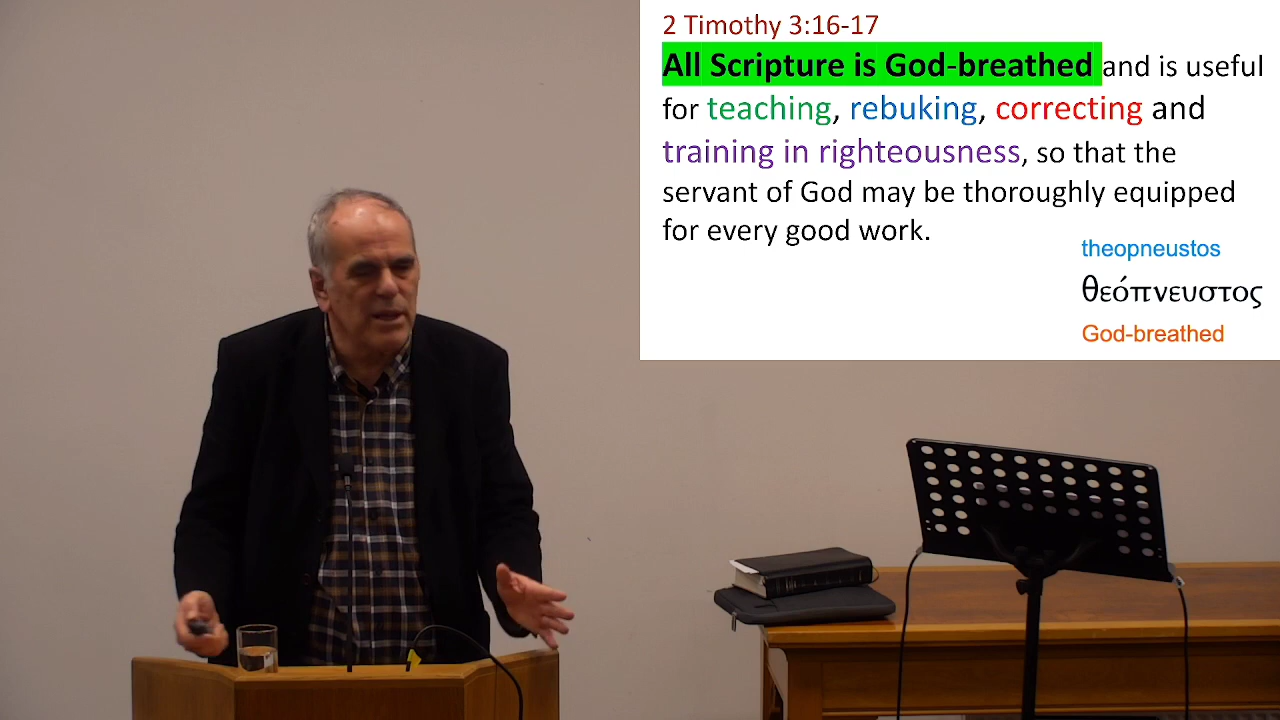 2 Timothy 3:16-17
All Scripture is God-breathed and is useful
for teaching, rebuking, correcting and
training in righteousness, so that the
servant of God may be thoroughly equipped
for every good work.
theopneustos
θεόπνευστος
God-breathed